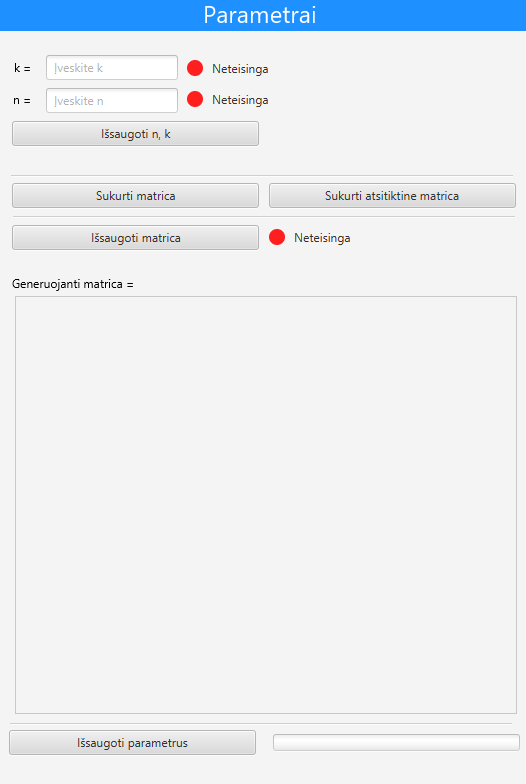 Parametrai
k =
Įveskite k
Neteisinga
n =
Įveskite n
Neteisinga
Išsaugoti n, k
Sukurti matrica
Sukurti atsitiktine matrica
Išsaugoti matrica
Neteisinga
Generuojanti matrica =
Išsaugoti parametrus